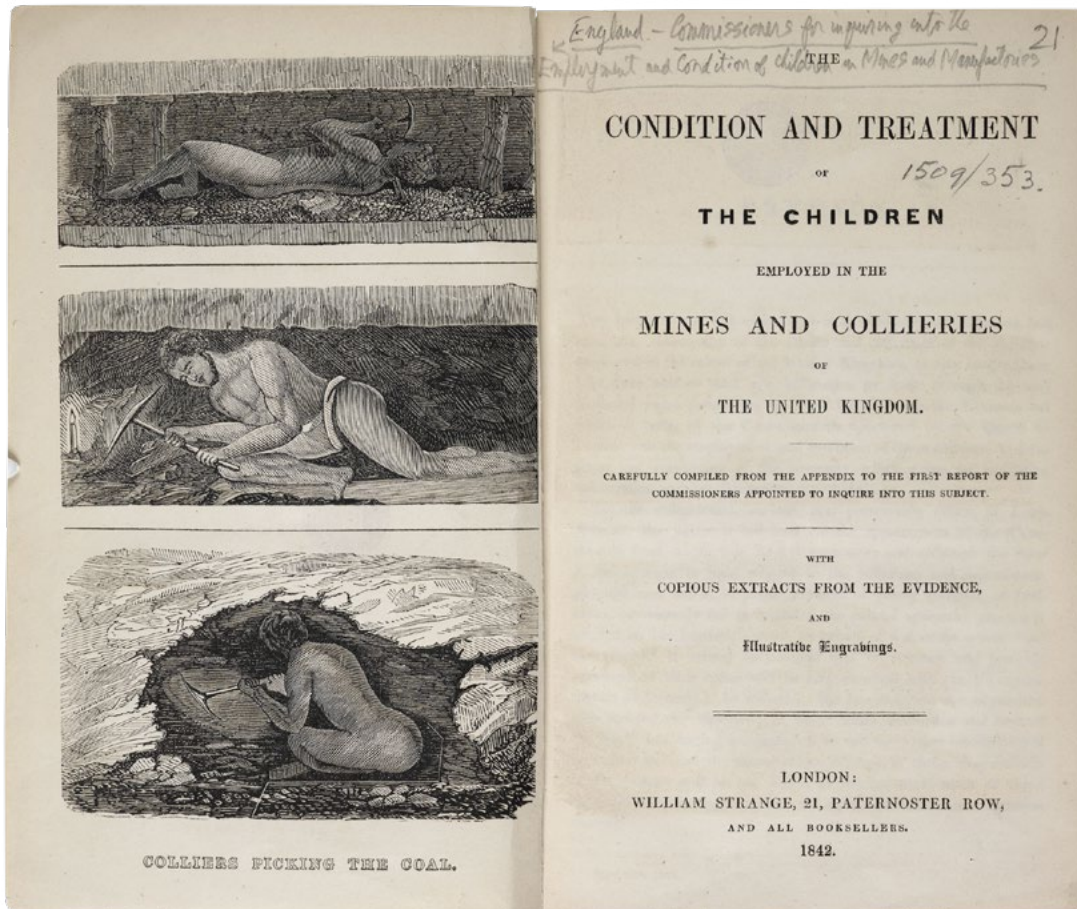 COLLIERS PICKING THE COAL.
England - Commissioners for inquiring into the
Employment and Condition of children in Mines and Manufactories
21
THE
CONDITION AND TREATMENT
OF
1509/353.
THE CHILDREN
EMPLOYED IN THE
MINES AND COLLIERIES
OF
THE UNITED KINGDOM.
CAREFULLY COMPILED FROM THE APPENDIX TO THE FIRST REPORT OF THE
COMMISSIONERS APPOINTED TO INQUIRE INTO THIS SUBJECT.
WITH
COPIOUS EXTRACTS FROM THE EVIDENCE,
AND
Illustrative Engravings.
LONDON:
WILLIAM STRANGE, 21, PATERNOSTER ROW,
AND ALL BOOKSELLERS.
1842.